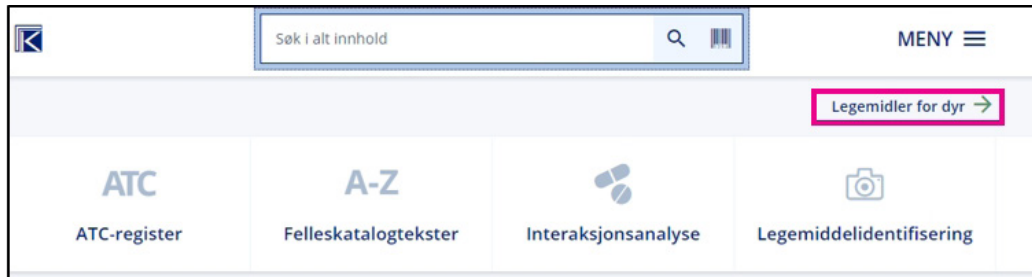 K
Søk i alt innhold
MENY
Legemidler for dyr
ATC
A-Z
ATC-register
Felleskatalogtekster
Interaksjonsanalyse
Legemiddelidentifisering